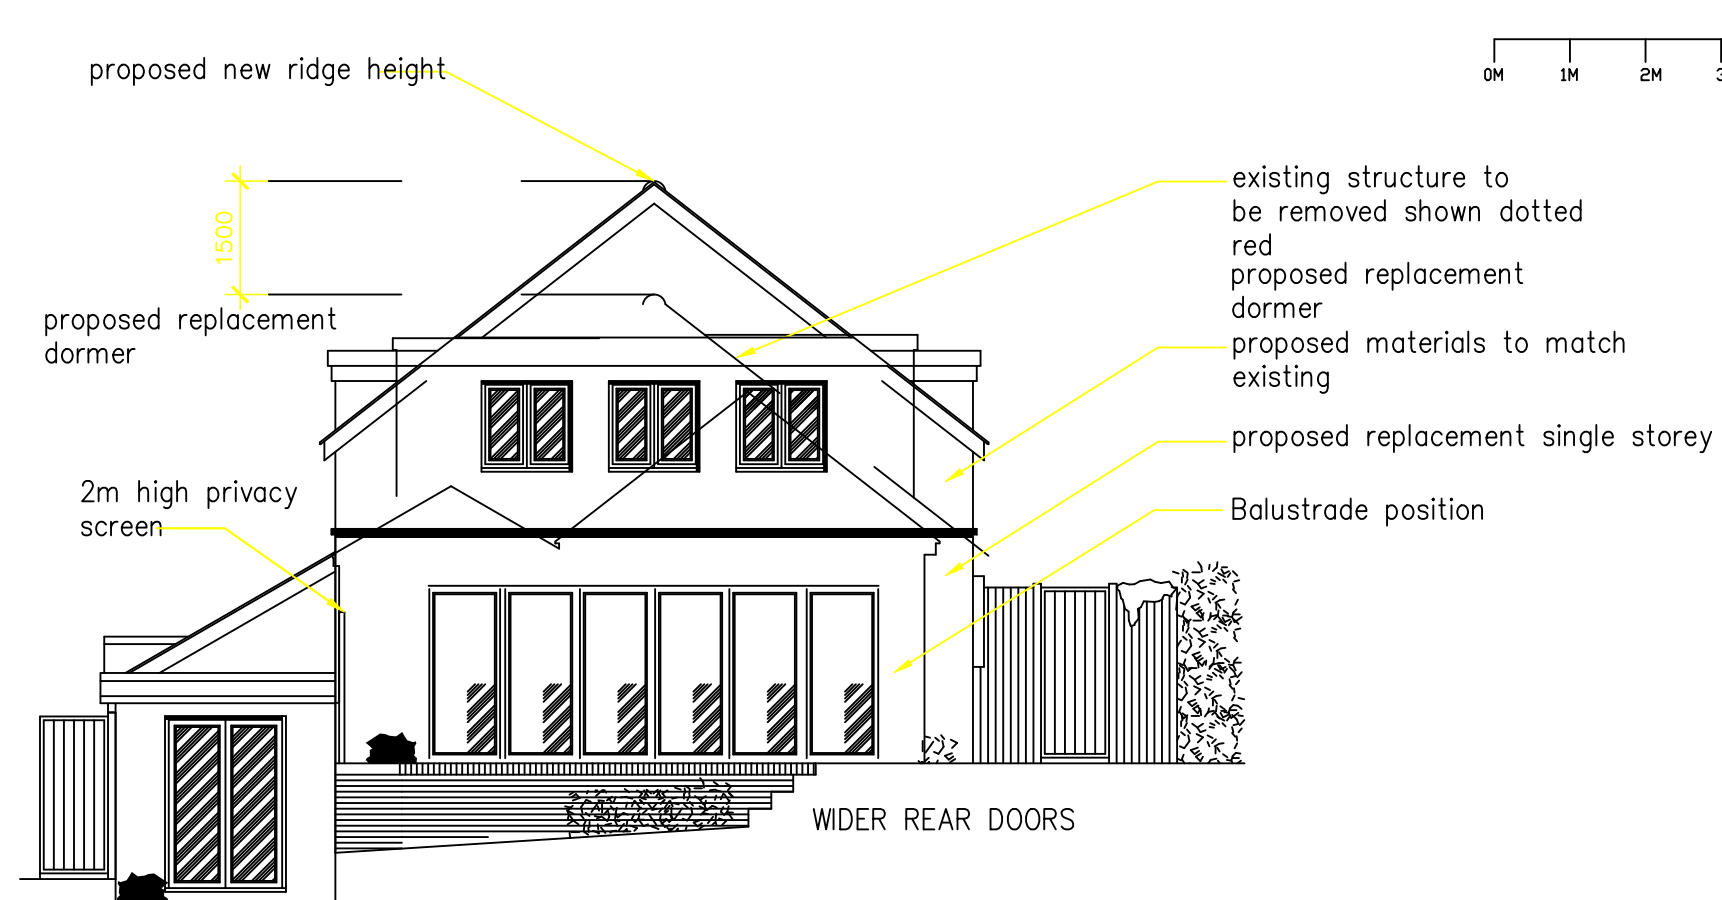 proposed new ridge height
0M 1M 2M 3
existing structure to
be removed shown dotted
red
proposed replacement
dormer
1500
proposed replacement
dormer
proposed materials to match
existing
proposed replacement single storey
2m high privacy
screen
Balustrade position
WIDER REAR DOORS